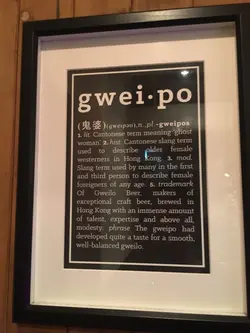 gwei·po
(鬼婆)(gweipəʊ),n.,pl.-gweipos
1. lit. Cantonese term meaning 'ghost
woman' 2. hist. Cantonese slang term
used to describe older female
westerners in Hong Kong 3. mod.
Slang term used by many in the first
and third person to describe female
foreigners of any age. 4. trademark
Of Gweilo Beer, makers of
exceptional craft beer, brewed in
Hong Kong with an immense amount
of talent, expertise and above all,
modesty. phrase The gweipo had
developed quite a taste for a smooth,
well-balanced gweilo.